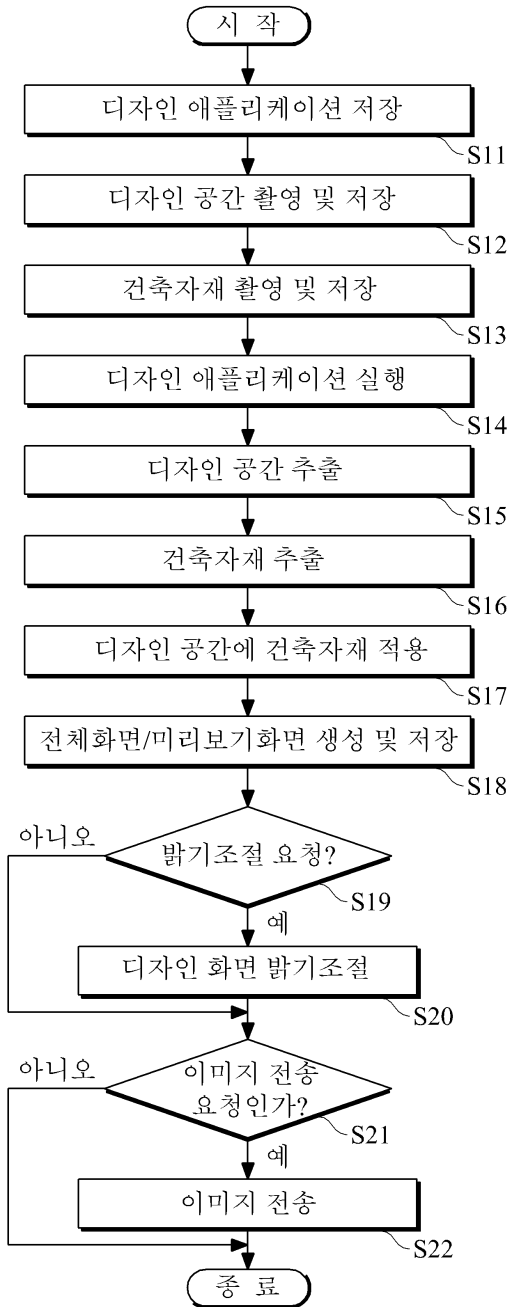 시 작
디자인 애플리케이션 저장
S11
디자인 공간 촬영 및 저장
S12
건축자재 촬영 및 저장
S13
디자인 애플리케이션 실행
S14
디자인 공간 추출
S15
건축자재 추출
S16
디자인 공간에 건축자재 적용
S17
전체화면/미리보기화면 생성 및 저장
S18
아니오
밝기조절 요청?
S19
예
디자인 화면 밝기조절
S20
아니오
이미지 전송
요청인가?
S21
예
이미지 전송
S22
종 료